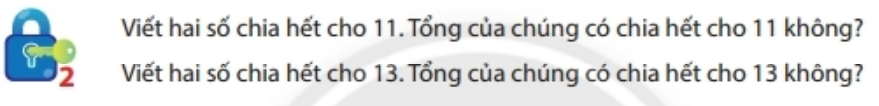 Viết hai số chia hết cho 11. Tổng của chúng có chia hết cho 11 không?
Viết hai số chia hết cho 13. Tổng của chúng có chia hết cho 13 không?
2